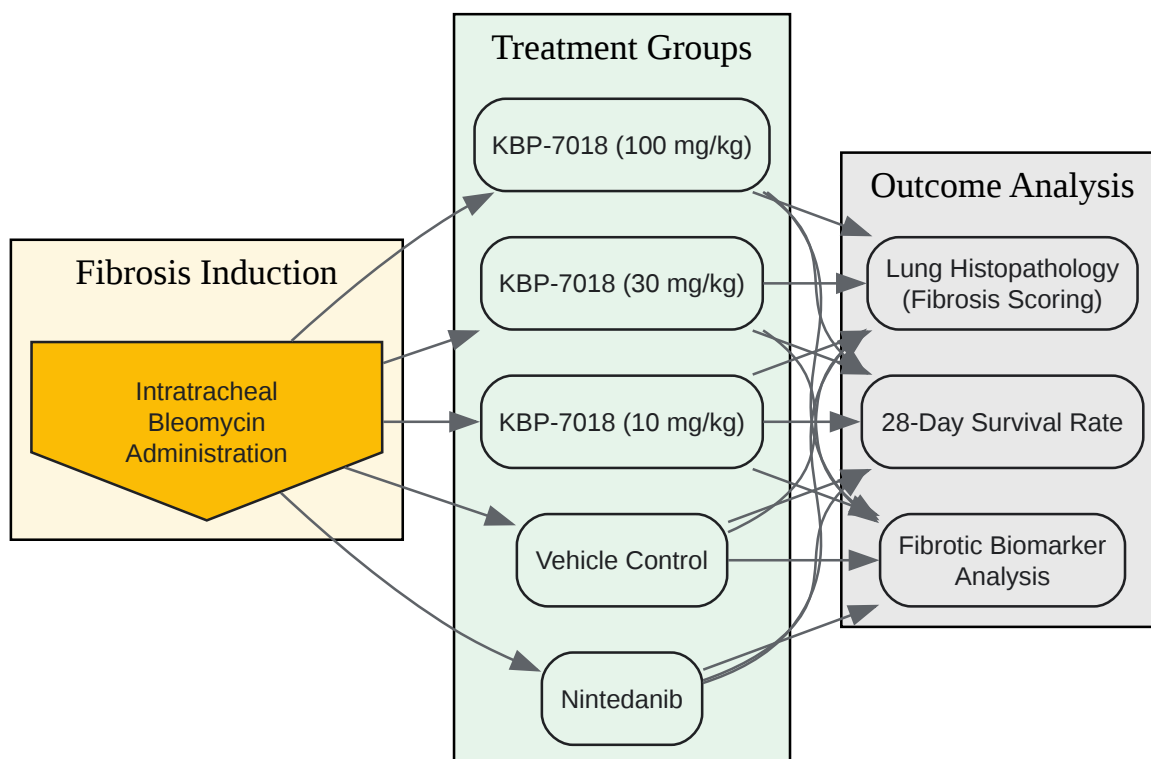 Fibrosis Induction
Intratracheal
Bleomycin
Administration
Treatment Groups
KBP-7018 (100 mg/kg)
KBP-7018 (30 mg/kg)
KBP-7018 (10 mg/kg)
Vehicle Control
Nintedanib
Outcome Analysis
Lung Histopathology
(Fibrosis Scoring)
28-Day Survival Rate
Fibrotic Biomarker
Analysis